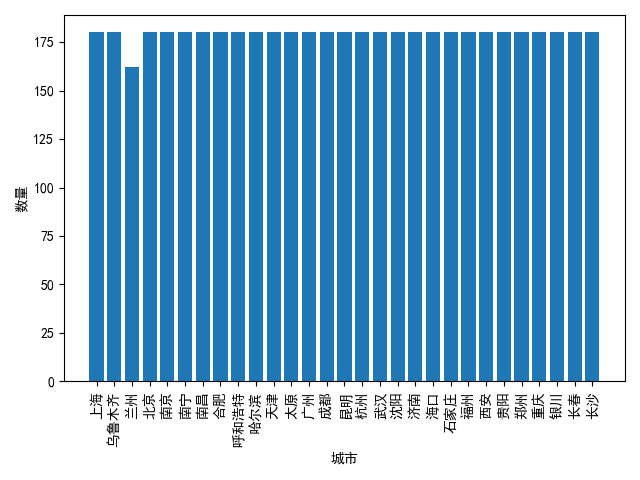 175
150
125
100
75
50
25
0
数量
上海
乌鲁木齐
兰州
北京
南京
南宁
南昌
合肥
呼和浩特
哈尔滨
天津
太原
广州
成都
昆明
杭州
武汉
沈阳
济南
海口
石家庄
福州
西安
贵阳
郑州
重庆
银川
长春
长沙
城市